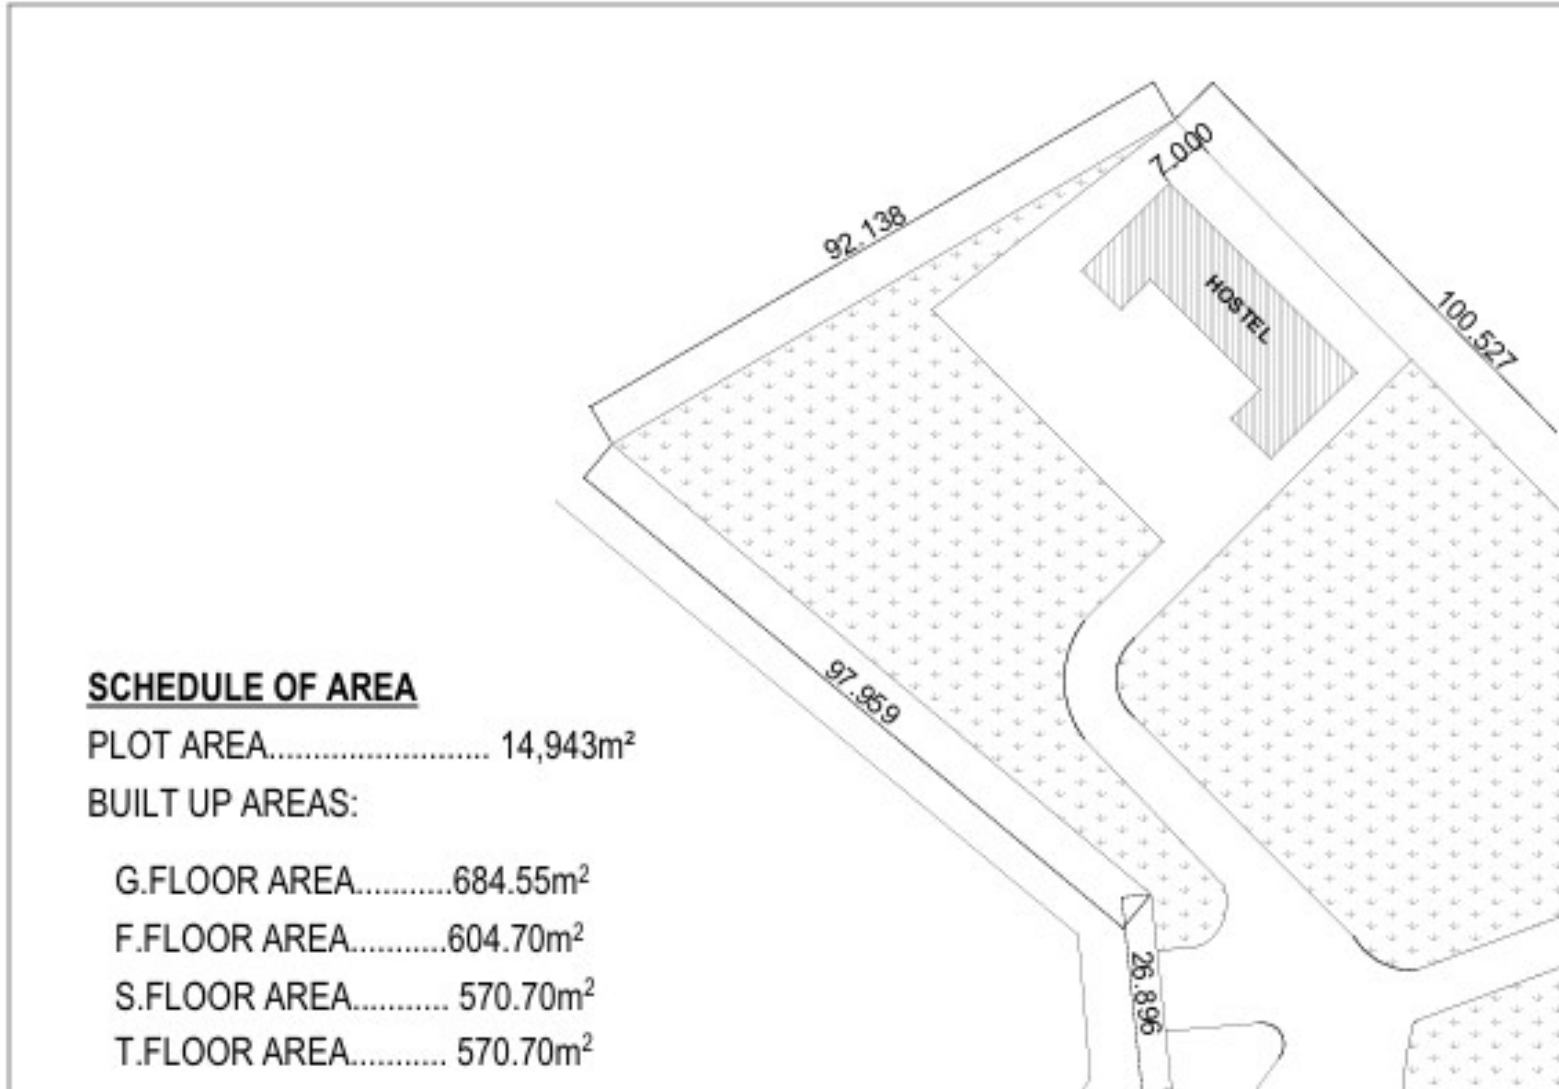 7.000
92.138
HOSTEL
100.527
97.959
SCHEDULE OF AREA
PLOT AREA......................... 14,943m²
BUILT UP AREAS:
G.FLOOR AREA...........684.55m²
F.FLOOR AREA...........604.70m²
S.FLOOR AREA........... 570.70m²
T.FLOOR AREA........... 570.70m²
26.896